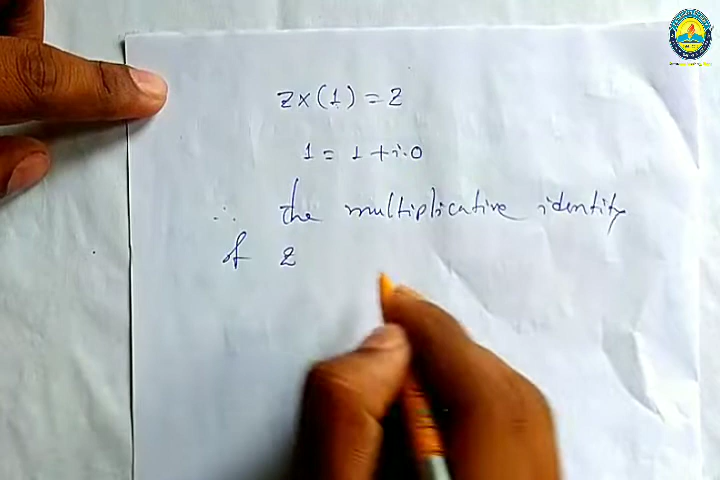 z×(1) = z
1 = 1 + i.0
∴ the multiplicative identity
of z